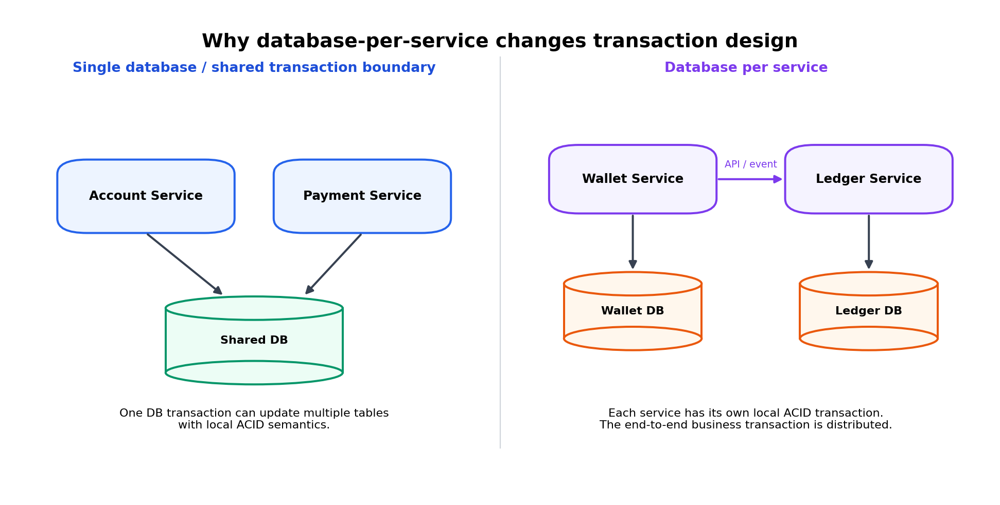 Why database-per-service changes transaction design
Single database / shared transaction boundary
Account Service
Payment Service
Shared DB
One DB transaction can update multiple tables
with local ACID semantics.
Database per service
Wallet Service
API / event
Ledger Service
Wallet DB
Ledger DB
Each service has its own local ACID transaction.
The end-to-end business transaction is distributed.